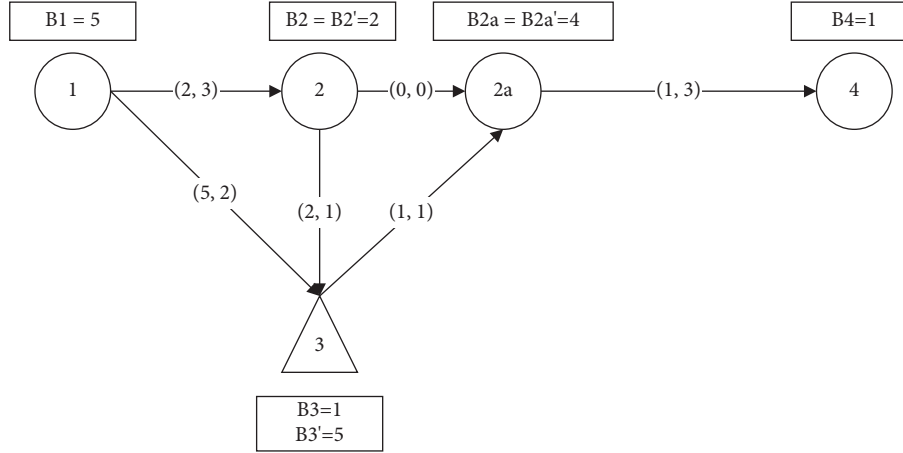 B1 = 5
B2 = B2'=2
B2a = B2a'=4
B4=1
1
(2, 3)
2
(0, 0)
2a
(1, 3)
4
(5, 2)
(2, 1)
(1, 1)
3
B3=1
B3'=5